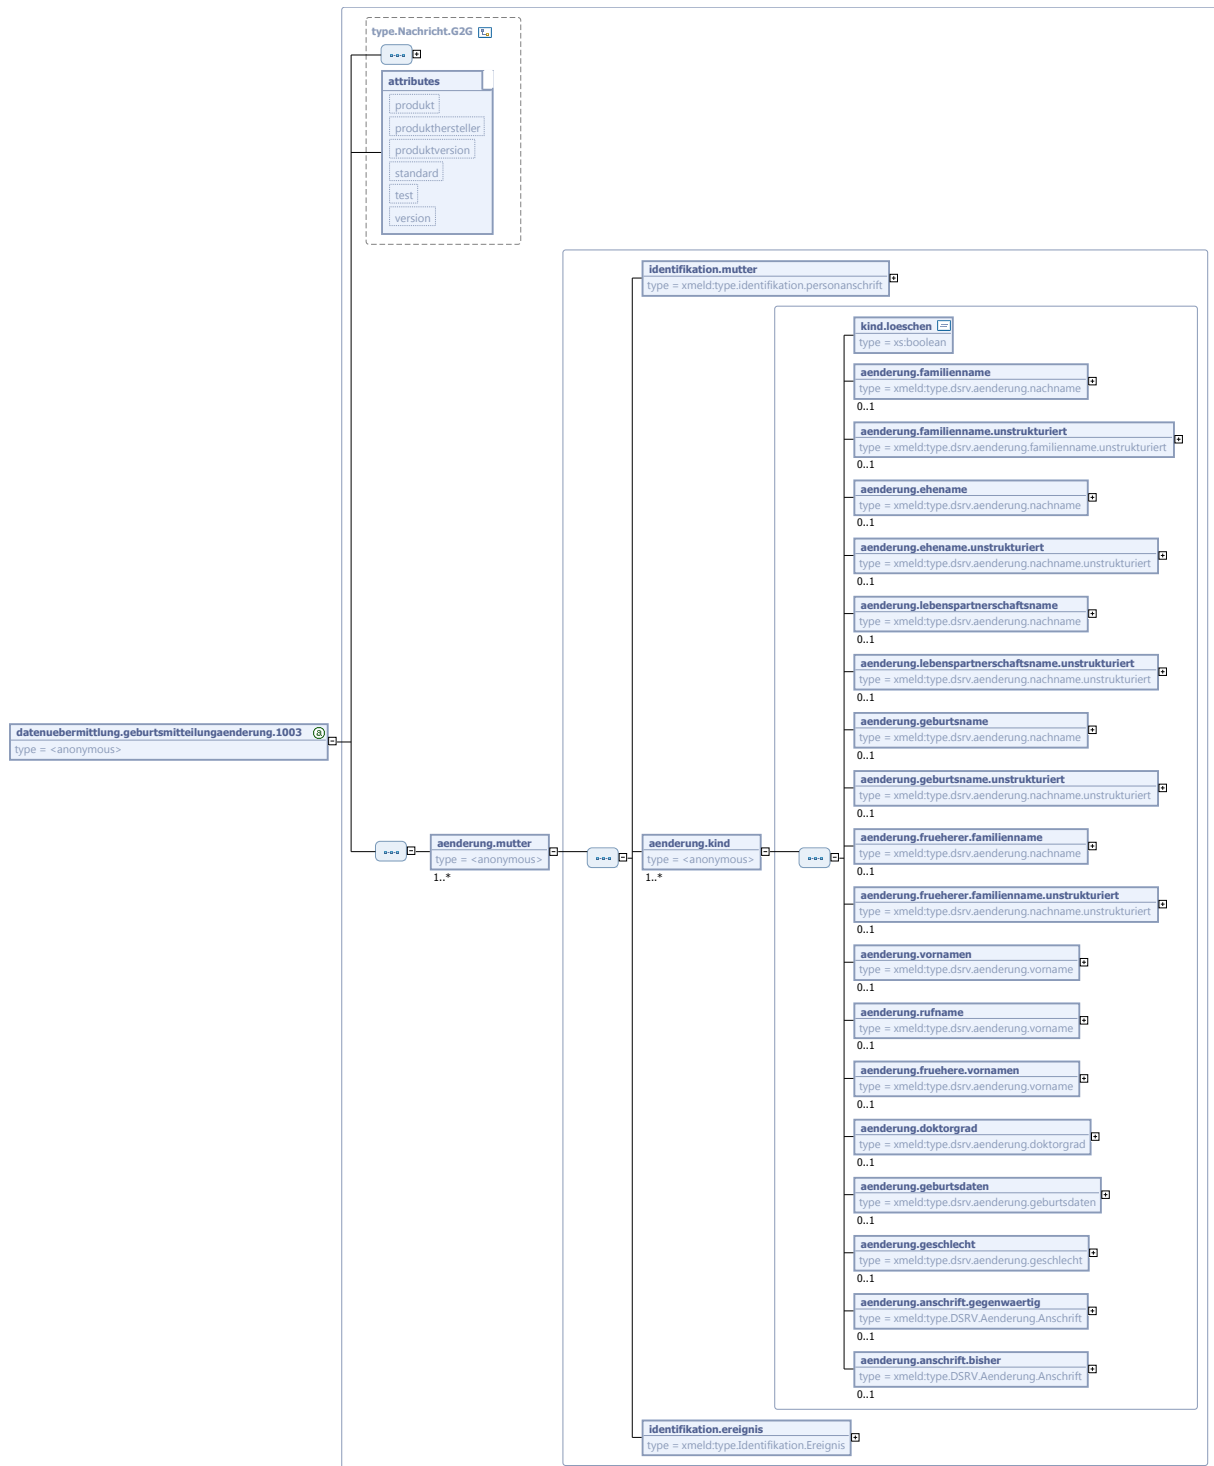 type.Nachricht.G2G
attributes
produkt
produkthersteller
produktversion
standard
test
version
identifikation.mutter
type = xmeld:type.identifikation.personanschrift
kind.loeschen
type = xs:boolean
aenderung.familienname
type = xmeld:type.dsrv.aenderung.nachname
0..1
aenderung.familienname.unstrukturiert
type = xmeld:type.dsrv.aenderung.familienname.unstrukturiert
0..1
aenderung.ehename
type = xmeld:type.dsrv.aenderung.nachname
0..1
aenderung.ehename.unstrukturiert
type = xmeld:type.dsrv.aenderung.nachname.unstrukturiert
0..1
aenderung.lebenspartnerschaftsname
type = xmeld:type.dsrv.aenderung.nachname
0..1
aenderung.lebenspartnerschaftsname.unstrukturiert
type = xmeld:type.dsrv.aenderung.nachname.unstrukturiert
0..1
aenderung.geburtsname
type = xmeld:type.dsrv.aenderung.nachname
0..1
datenuebermittlung.geburtsmitteilungaenderung.1003 a
type = <anonymous>
aenderung.geburtsname.unstrukturiert
type = xmeld:type.dsrv.aenderung.nachname.unstrukturiert
0..1
aenderung.mutter
type = <anonymous>
1..*
aenderung.kind
type = <anonymous>
1..*
aenderung.frueherer.familienname
type = xmeld:type.dsrv.aenderung.nachname
0..1
aenderung.frueherer.familienname.unstrukturiert
type = xmeld:type.dsrv.aenderung.nachname.unstrukturiert
0..1
aenderung.vornamen
type = xmeld:type.dsrv.aenderung.vorname
0..1
aenderung.rufname
type = xmeld:type.dsrv.aenderung.vorname
0..1
aenderung.fruehere.vornamen
type = xmeld:type.dsrv.aenderung.vorname
0..1
aenderung.doktorgrad
type = xmeld:type.dsrv.aenderung.doktorgrad
0..1
aenderung.geburtsdaten
type = xmeld:type.dsrv.aenderung.geburtsdaten
0..1
aenderung.geschlecht
type = xmeld:type.dsrv.aenderung.geschlecht
0..1
aenderung.anschrift.gegenwaertig
type = xmeld:type.DSRV.Aenderung.Anschrift
0..1
aenderung.anschrift.bisher
type = xmeld:type.DSRV.Aenderung.Anschrift
0..1
identifikation.ereignis
type = xmeld:type.Identifikation.Ereignis